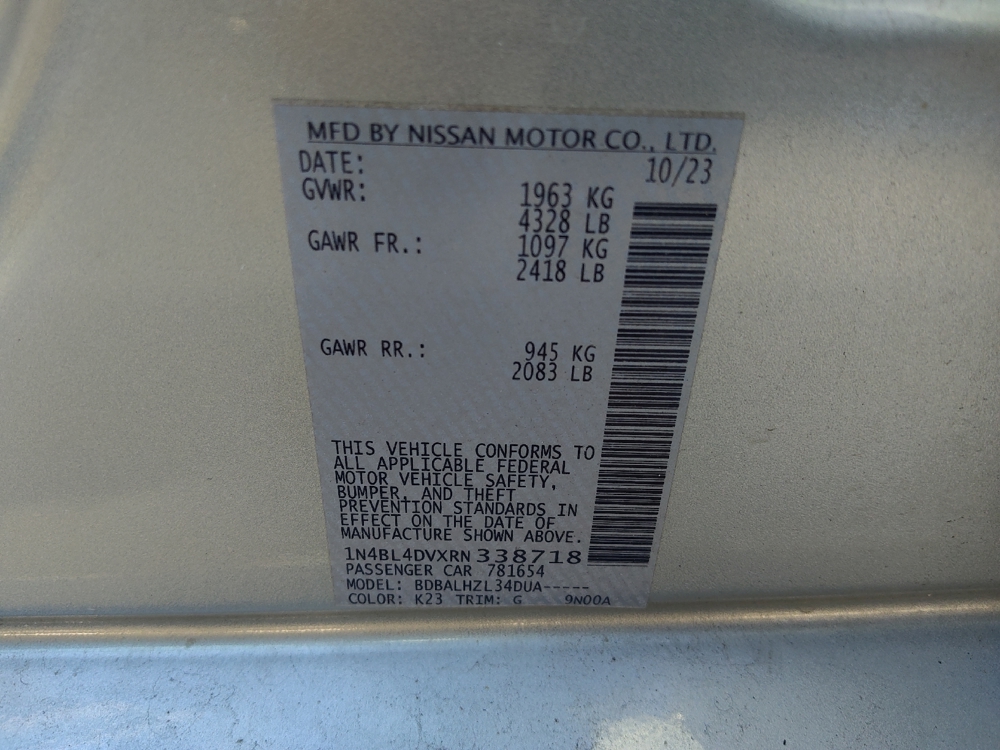 MFD BY NISSAN MOTOR CO., LTD.
DATE: 10/23
GVWR: 1963 KG
4328 LB
GAWR FR.: 1097 KG
2418 LB
GAWR RR.: 945 KG
2083 LB
THIS VEHICLE CONFORMS TO
ALL APPLICABLE FEDERAL
MOTOR VEHICLE SAFETY,
BUMPER, AND THEFT
PREVENTION STANDARDS IN
EFFECT ON THE DATE OF
MANUFACTURE SHOWN ABOVE.
1N4BL4DVXRN338718
PASSENGER CAR 781654
MODEL: BDBALHZL34DUA-----
COLOR: K23 TRIM: G 9N00A